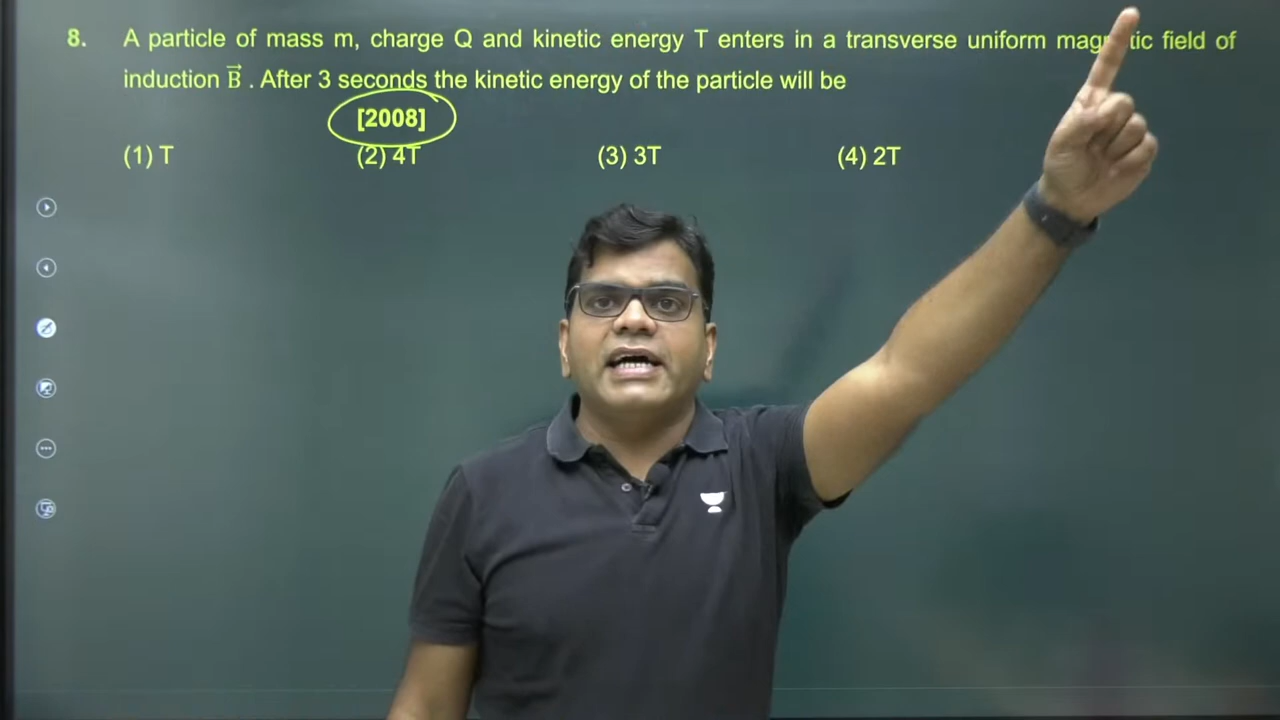 8. A particle of mass m, charge Q and kinetic energy T enters in a transverse uniform tic field of
induction B⃗ . After 3 seconds the kinetic energy of the particle will be
[2008]
(1) T (2) 4T (3) 3T (4) 2T